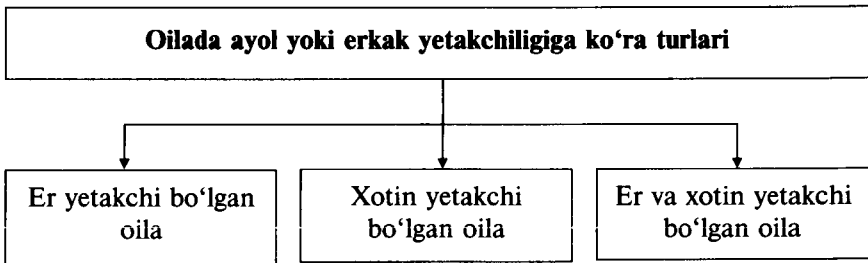 Oilada ayol yoki erkak yetakchiligiga ko‘ra turlari
Er yetakchi bo‘lgan
oila
Xotin yetakchi
bo‘lgan oila
Er va xotin yetakchi
bo‘lgan oila